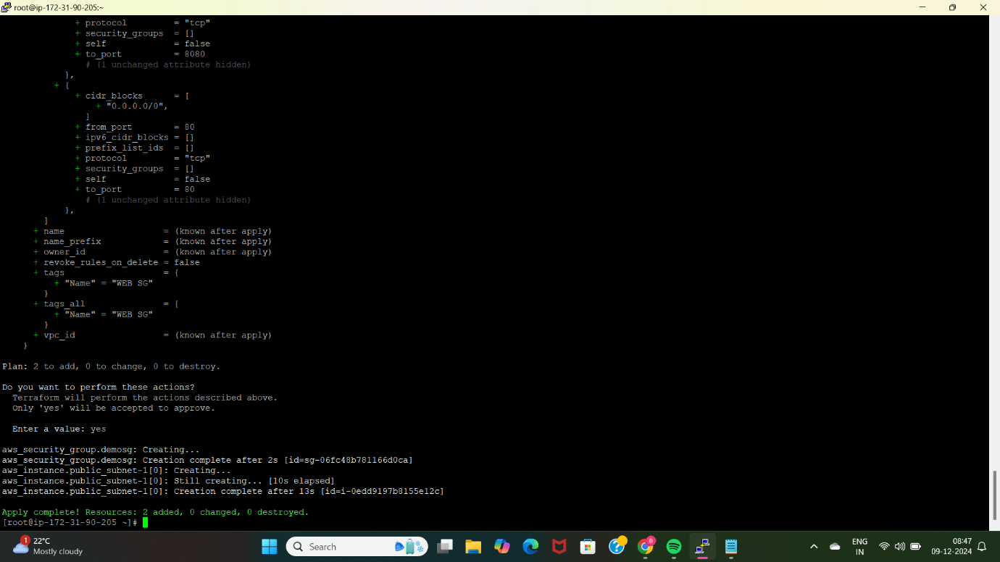 root@ip-172-31-90-205:~
+ protocol = "tcp"
+ security_groups = []
+ self = false
+ to_port = 8080
# (1 unchanged attribute hidden)
},
+ {
+ cidr_blocks = [
+ "0.0.0.0/0",
]
+ from_port = 80
+ ipv6_cidr_blocks = []
+ prefix_list_ids = []
+ protocol = "tcp"
+ security_groups = []
+ self = false
+ to_port = 80
# (1 unchanged attribute hidden)
},
]
+ name = (known after apply)
+ name_prefix = (known after apply)
+ owner_id = (known after apply)
+ revoke_rules_on_delete = false
+ tags = {
+ "Name" = "WEB SG"
}
+ tags_all = {
+ "Name" = "WEB SG"
}
+ vpc_id = (known after apply)
}
Plan: 2 to add, 0 to change, 0 to destroy.
Do you want to perform these actions?
Terraform will perform the actions described above.
Only 'yes' will be accepted to approve.
Enter a value: yes
aws_security_group.demosg: Creating...
aws_security_group.demosg: Creation complete after 2s [id=sg-06fc48b781166d0ca]
aws_instance.public_subnet-1[0]: Creating...
aws_instance.public_subnet-1[0]: Still creating... [10s elapsed]
aws_instance.public_subnet-1[0]: Creation complete after 13s [id=i-0edd9197b8155e12c]
Apply complete! Resources: 2 added, 0 changed, 0 destroyed.
[root@ip-172-31-90-205 ~]#
1
22°C
Mostly cloudy
Search
ENG
IN
08:47
09-12-2024